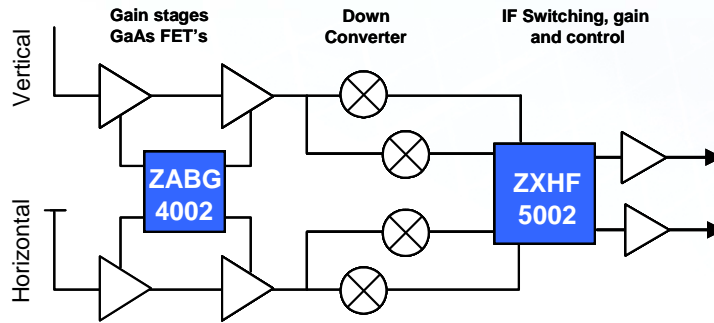 Gain stages
GaAs FET's
Down
Converter
IF Switching, gain
and control
Vertical
ZABG
4002
ZXHF
5002
Horizontal